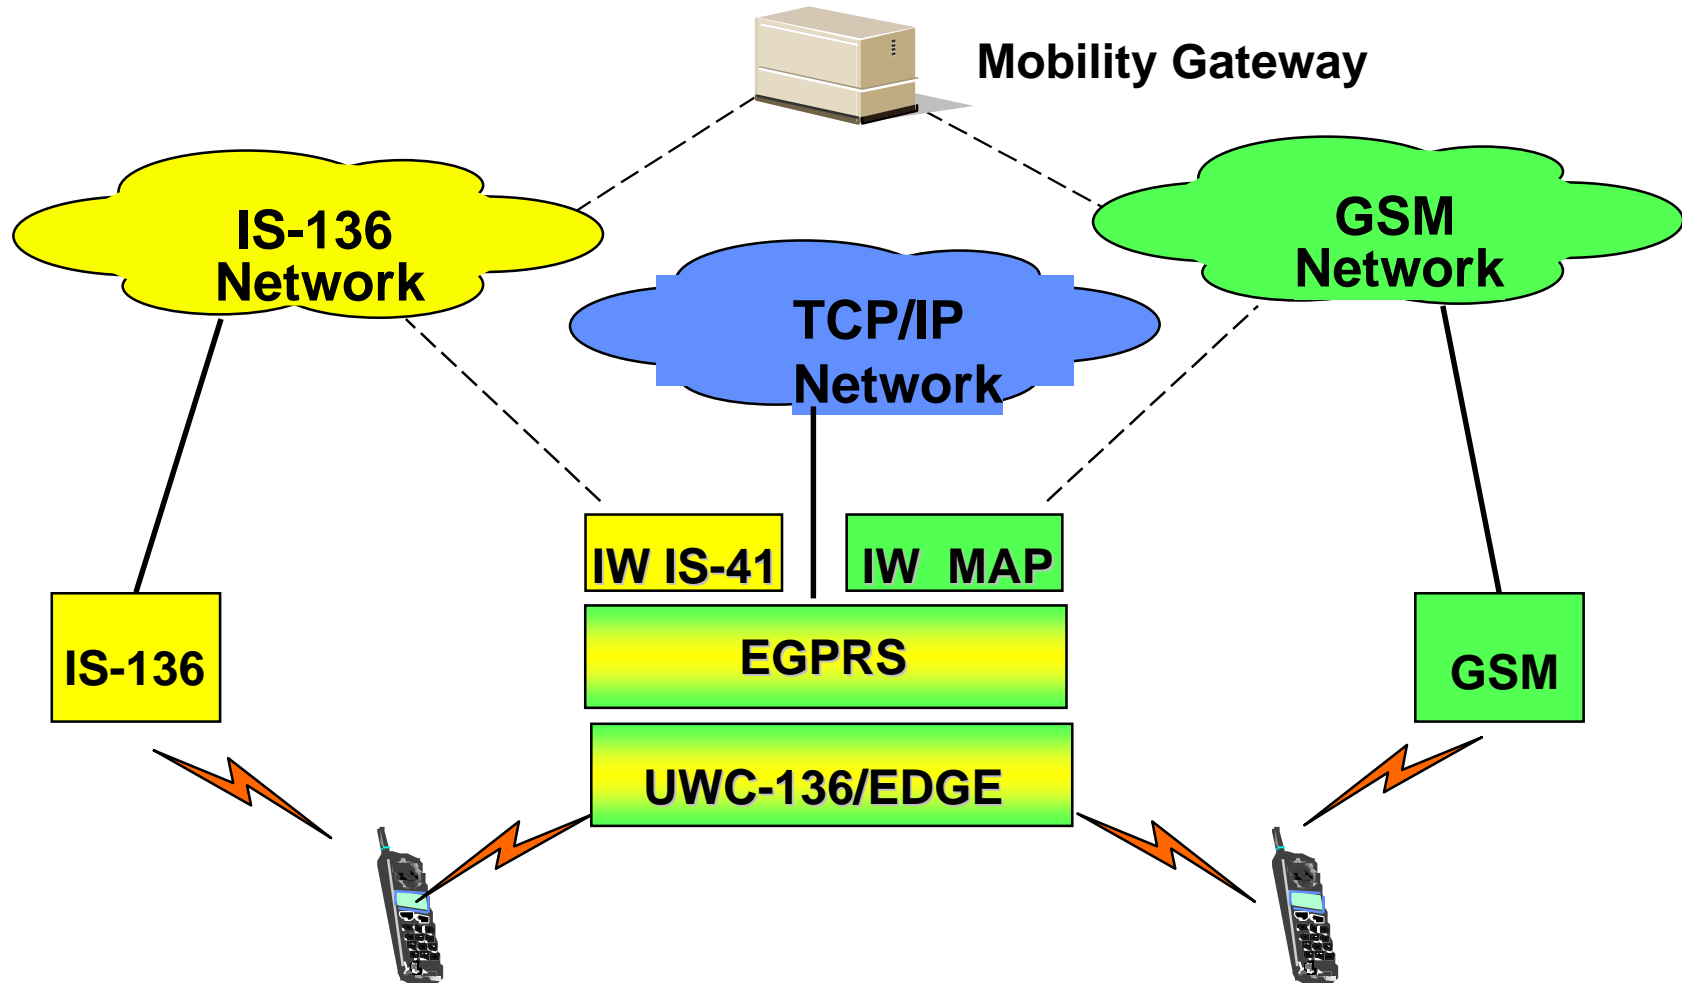 Mobility Gateway
IS-136
Network
GSM
Network
TCP/IP
Network
IW IS-41
IW MAP
IS-136
EGPRS
GSM
UWC-136/EDGE